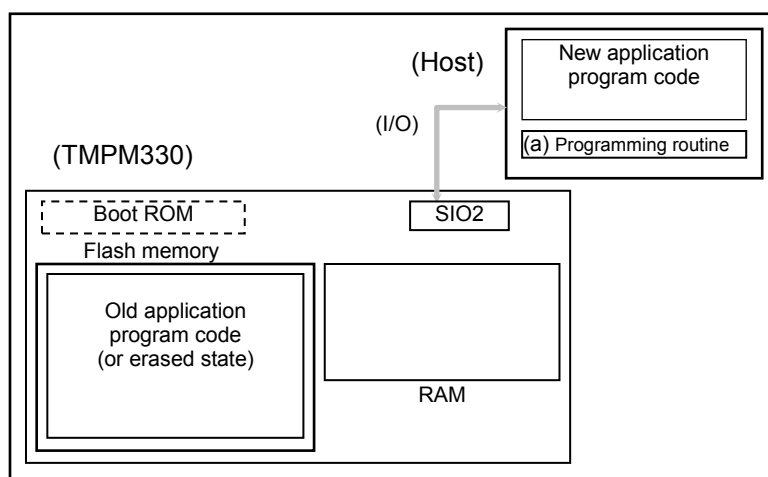 (Host)
New application
program code
(a) Programming routine
(I/O)
(TMPM330)
Boot ROM
SIO2
Flash memory
Old application
program code
(or erased state)
RAM